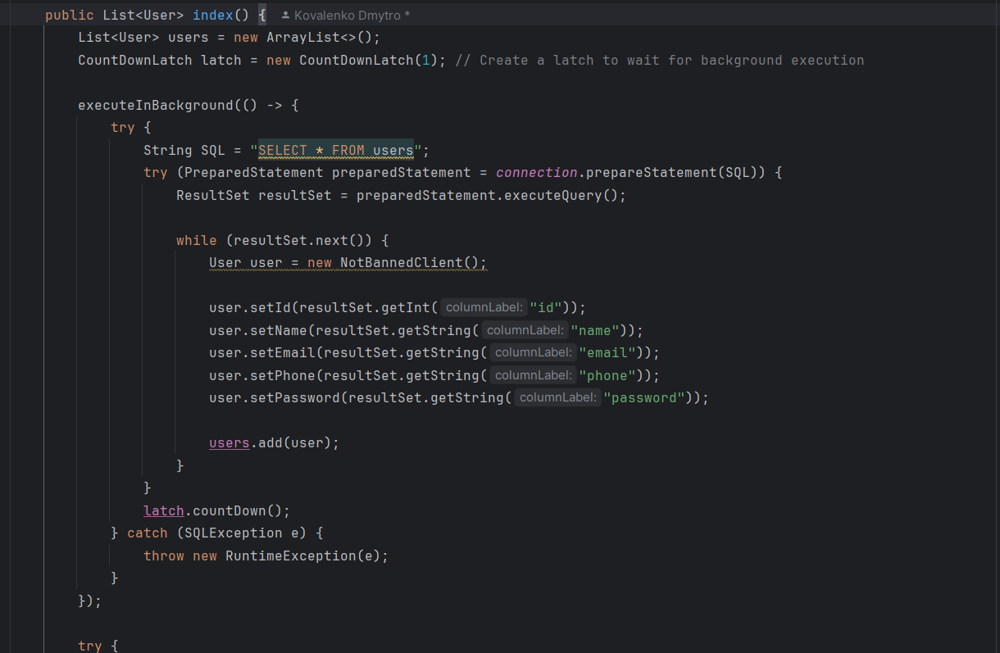 public List<User> index() { Kovalenko Dmytro *
List<User> users = new ArrayList<>();
CountDownLatch latch = new CountDownLatch(1); // Create a latch to wait for background execution
executeInBackground(() -> {
try {
String SQL = "SELECT * FROM users";
try (PreparedStatement preparedStatement = connection.prepareStatement(SQL)) {
ResultSet resultSet = preparedStatement.executeQuery();
while (resultSet.next()) {
User user = new NotBannedClient();
user.setId(resultSet.getInt( columnLabel: "id"));
user.setName(resultSet.getString( columnLabel: "name"));
user.setEmail(resultSet.getString( columnLabel: "email"));
user.setPhone(resultSet.getString( columnLabel: "phone"));
user.setPassword(resultSet.getString( columnLabel: "password"));
users.add(user);
}
}
latch.countDown();
} catch (SQLException e) {
throw new RuntimeException(e);
}
});
try {